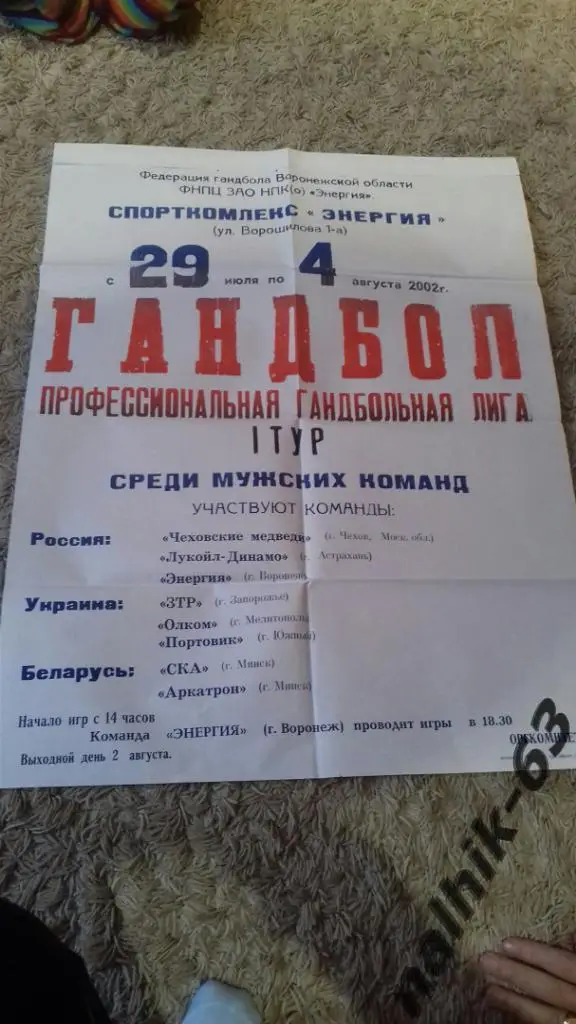 Федерация гандбола Воронежской области
ФНПЦ ЗАО НПК(о) «Энергия».
СПОРТКОМЛЕКС « ЭНЕРГИЯ »
(ул. Ворошилова 1-а)
с 29 июля по 4 августа 2002г.
ГАНДБОЛ
ПРОФЕССИОНАЛЬНАЯ ГАНДБОЛЬНАЯ ЛИГА
I ТУР
СРЕДИ МУЖСКИХ КОМАНД
УЧАСТВУЮТ КОМАНДЫ:
Россия: «Чеховские медведи» (г. Чехов, Моск. обл.)
«Лукойл-Динамо» (г. Астрахань)
«Энергия» (г. Воронеж)
Украина: «ЗТР» (г. Запорожье)
«Олком» (г. Мелитополь)
«Портовик» (г. Южный)
Беларусь: «СКА» (г. Минск)
«Аркатрон» (г. Минск)
Начало игр с 14 часов
Команда «ЭНЕРГИЯ» (г. Воронеж) проводит игры в 18.30
Выходной день 2 августа.
ОРГКОМИТЕТ
nalhik-63